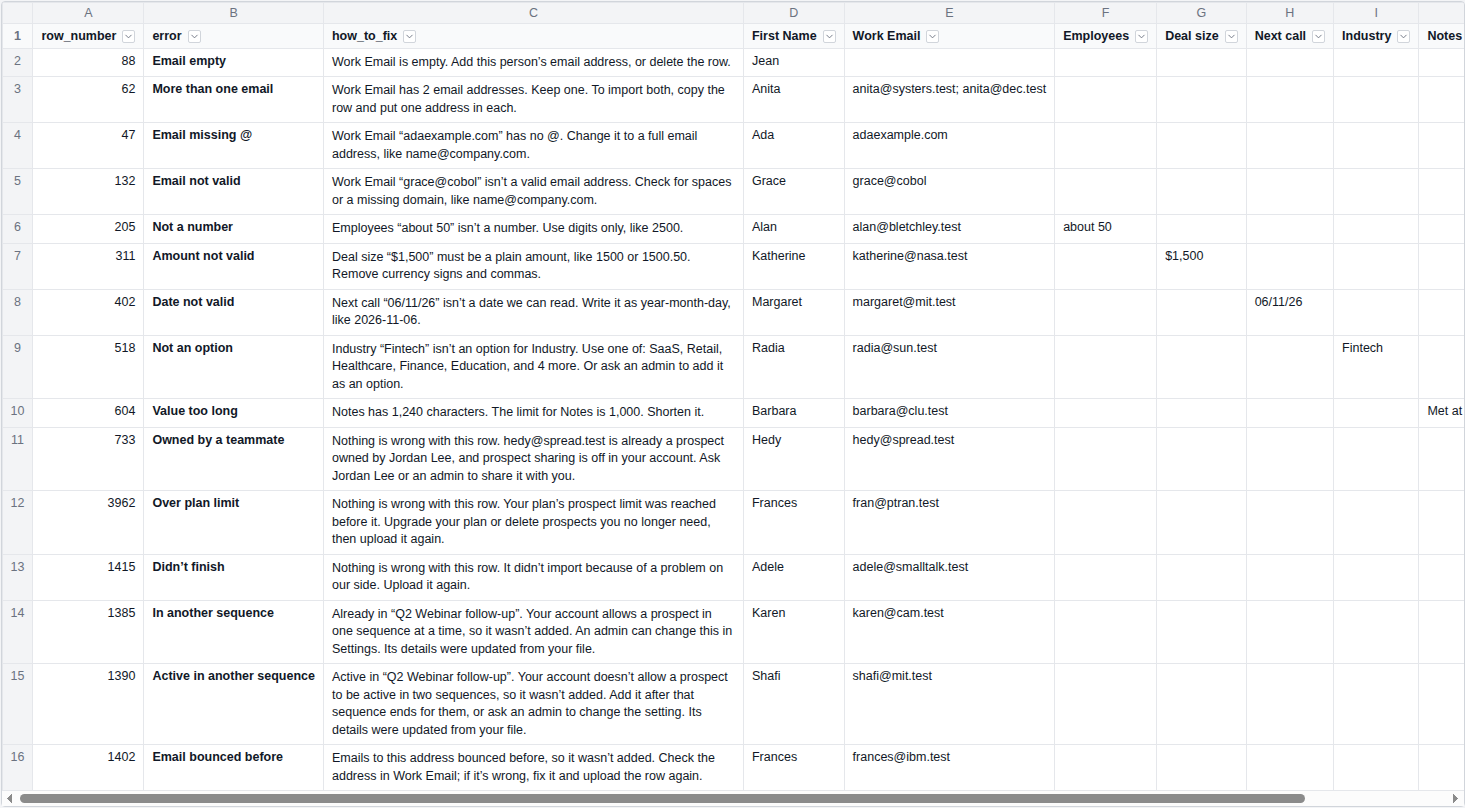 A B C D E F G H I
1 row_number error how_to_fix First Name Work Email Employees Deal size Next call Industry Notes
2 88 Email empty Work Email is empty. Add this person’s email address, or delete the row. Jean
3 62 More than one email Work Email has 2 email addresses. Keep one. To import both, copy the Anita anita@systers.test; anita@dec.test
row and put one address in each.
4 47 Email missing @ Work Email “adaexample.com” has no @. Change it to a full email Ada adaexample.com
address, like name@company.com.
5 132 Email not valid Work Email “grace@cobol” isn’t a valid email address. Check for spaces Grace grace@cobol
or a missing domain, like name@company.com.
6 205 Not a number Employees “about 50” isn’t a number. Use digits only, like 2500. Alan alan@bletchley.test about 50
7 311 Amount not valid Deal size “$1,500” must be a plain amount, like 1500 or 1500.50. Katherine katherine@nasa.test $1,500
Remove currency signs and commas.
8 402 Date not valid Next call “06/11/26” isn’t a date we can read. Write it as year-month-day, Margaret margaret@mit.test 06/11/26
like 2026-11-06.
9 518 Not an option Industry “Fintech” isn’t an option for Industry. Use one of: SaaS, Retail, Radia radia@sun.test Fintech
Healthcare, Finance, Education, and 4 more. Or ask an admin to add it
as an option.
10 604 Value too long Notes has 1,240 characters. The limit for Notes is 1,000. Shorten it. Barbara barbara@clu.test Met at
11 733 Owned by a teammate Nothing is wrong with this row. hedy@spread.test is already a prospect Hedy hedy@spread.test
owned by Jordan Lee, and prospect sharing is off in your account. Ask
Jordan Lee or an admin to share it with you.
12 3962 Over plan limit Nothing is wrong with this row. Your plan’s prospect limit was reached Frances fran@ptran.test
before it. Upgrade your plan or delete prospects you no longer need,
then upload it again.
13 1415 Didn’t finish Nothing is wrong with this row. It didn’t import because of a problem on Adele adele@smalltalk.test
our side. Upload it again.
14 1385 In another sequence Already in “Q2 Webinar follow-up”. Your account allows a prospect in Karen karen@cam.test
one sequence at a time, so it wasn’t added. An admin can change this in
Settings. Its details were updated from your file.
15 1390 Active in another sequence Active in “Q2 Webinar follow-up”. Your account doesn’t allow a prospect Shafi shafi@mit.test
to be active in two sequences, so it wasn’t added. Add it after that
sequence ends for them, or ask an admin to change the setting. Its
details were updated from your file.
16 1402 Email bounced before Emails to this address bounced before, so it wasn’t added. Check the Frances frances@ibm.test
address in Work Email; if it’s wrong, fix it and upload the row again.